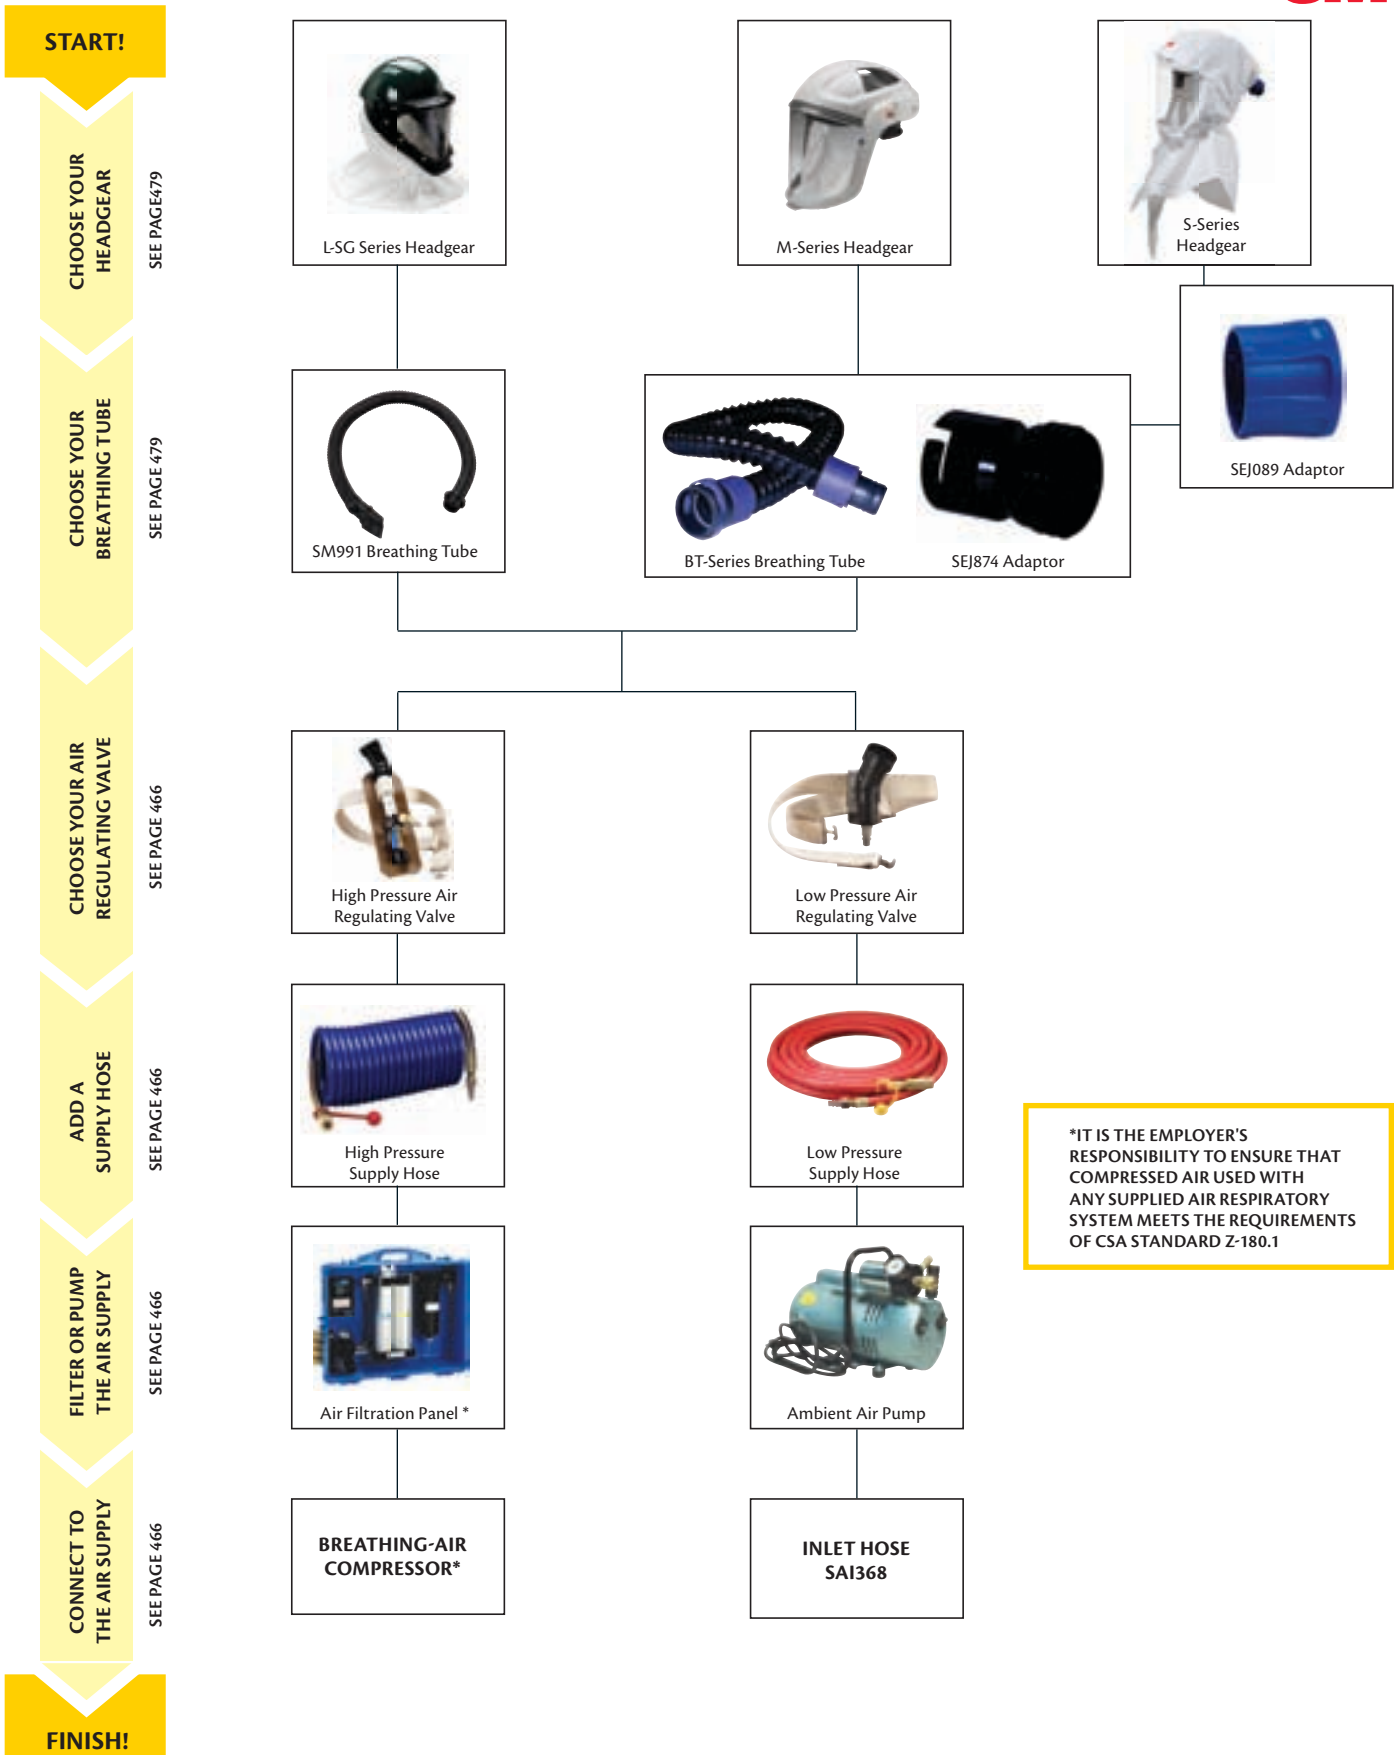 START!
CHOOSE YOUR
HEADGEAR
SEE PAGE479
L-SG Series Headgear
M-Series Headgear
S-Series
Headgear
CHOOSE YOUR
BREATHING TUBE
SEE PAGE 479
SM991 Breathing Tube
BT-Series Breathing Tube
SEJ874 Adaptor
SEJ089 Adaptor
CHOOSE YOUR AIR
REGULATING VALVE
SEE PAGE 466
High Pressure Air
Regulating Valve
Low Pressure Air
Regulating Valve
ADD A
SUPPLY HOSE
SEE PAGE 466
High Pressure
Supply Hose
Low Pressure
Supply Hose
*IT IS THE EMPLOYER'S
RESPONSIBILITY TO ENSURE THAT
COMPRESSED AIR USED WITH
ANY SUPPLIED AIR RESPIRATORY
SYSTEM MEETS THE REQUIREMENTS
OF CSA STANDARD Z-180.1
FILTER OR PUMP
THE AIR SUPPLY
SEE PAGE 466
Air Filtration Panel *
Ambient Air Pump
CONNECT TO
THE AIR SUPPLY
SEE PAGE 466
BREATHING-AIR
COMPRESSOR*
INLET HOSE
SAI368
FINISH!